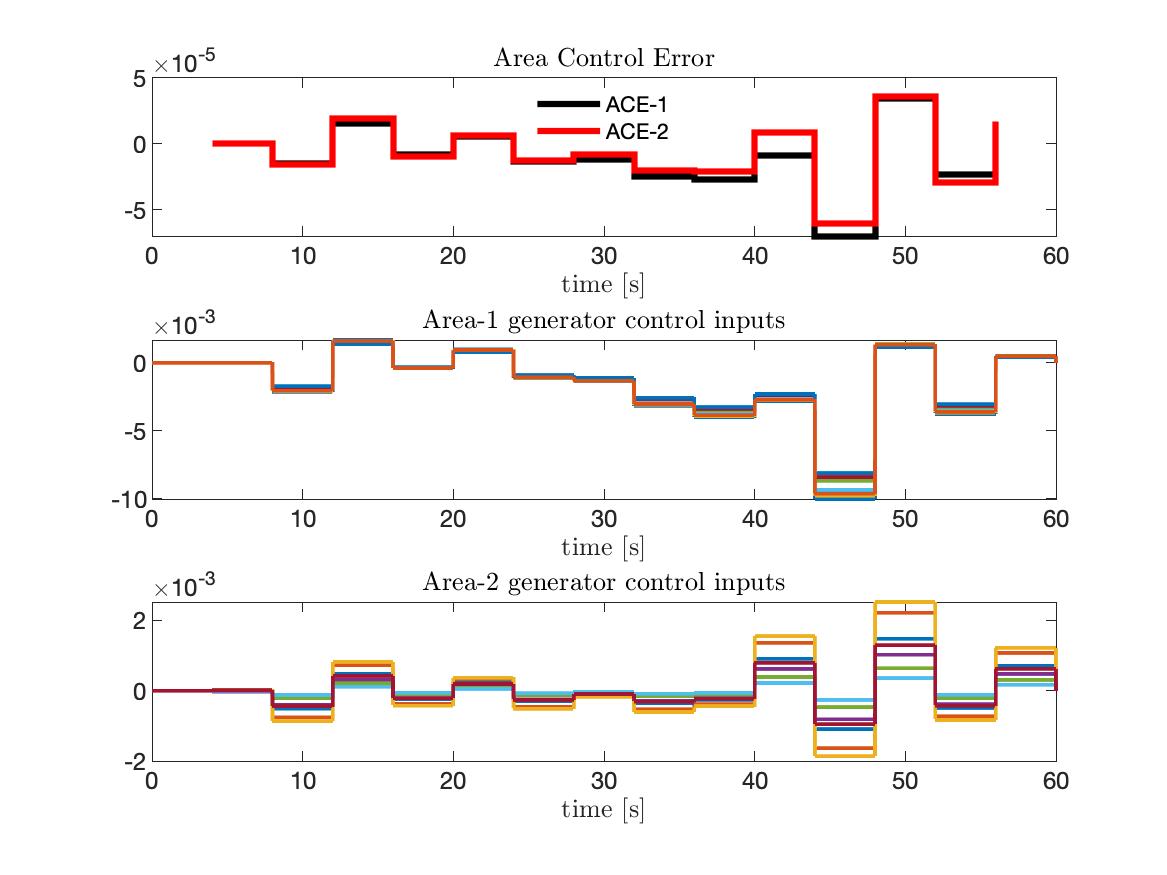 Area Control Error
×10-5
5
0
-5
ACE-1
ACE-2
0 10 20 30 40 50 60
time [s]
Area-1 generator control inputs
×10-3
0
-5
-10
0 10 20 30 40 50 60
time [s]
Area-2 generator control inputs
×10-3
2
0
-2
0 10 20 30 40 50 60
time [s]